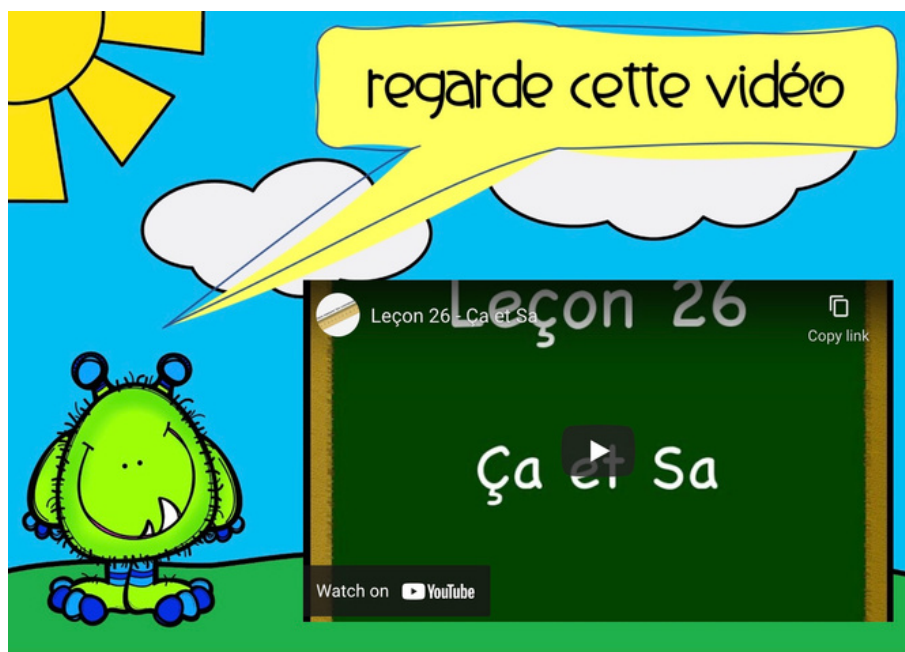 regarde cette vidéo
Leçon 26
Leçon 26 - Ça et Sa
Copy link
Ça et Sa
Watch on YouTube